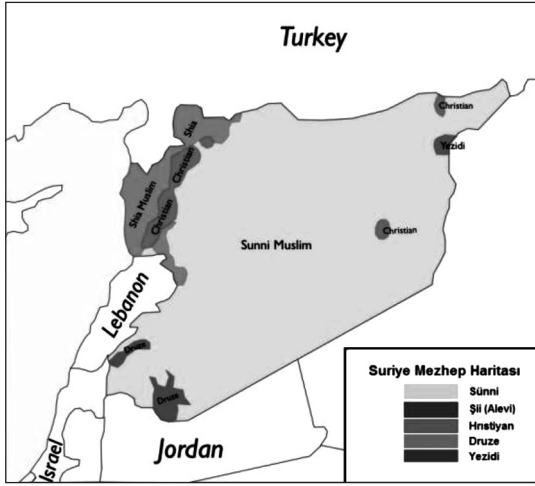 Turkey
Christian
Shia
Yezidi
Christian
Shia Muslim
Christian
Christian
Sunni Muslim
Lebanon
Druze
Druze
Israel
Jordan
Suriye Mezhep Haritası
Sünni
Şii (Alevi)
Hristiyan
Druze
Yezidi